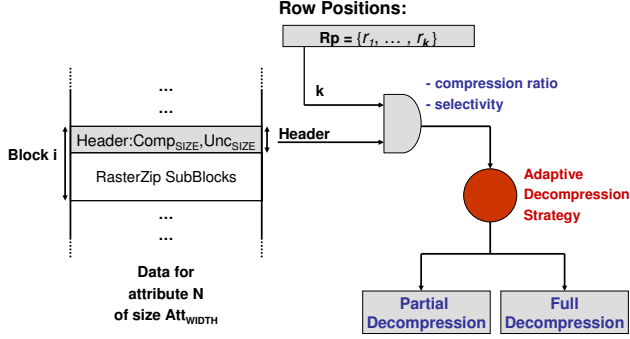 Row Positions:
Rp = {r1, … , rk}
…
…
k
- compression ratio
- selectivity
Header:CompSIZE,UncSIZE
Header
Block i
RasterZip SubBlocks
Adaptive
Decompression
Strategy
…
…
Data for
attribute N
of size AttWIDTH
Partial
Decompression
Full
Decompression